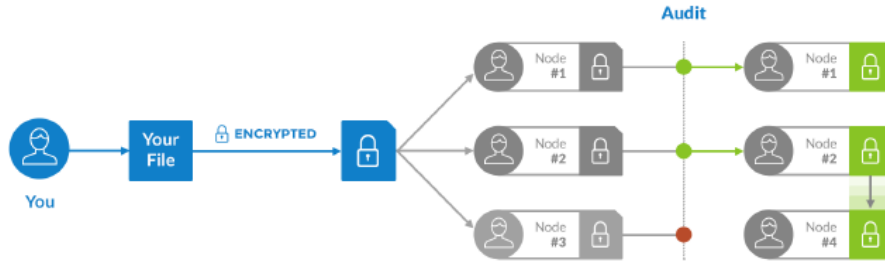 Audit
Node
#1
Node
#1
You
Your
File
ENCRYPTED
Node
#2
Node
#2
Node
#3
Node
#4